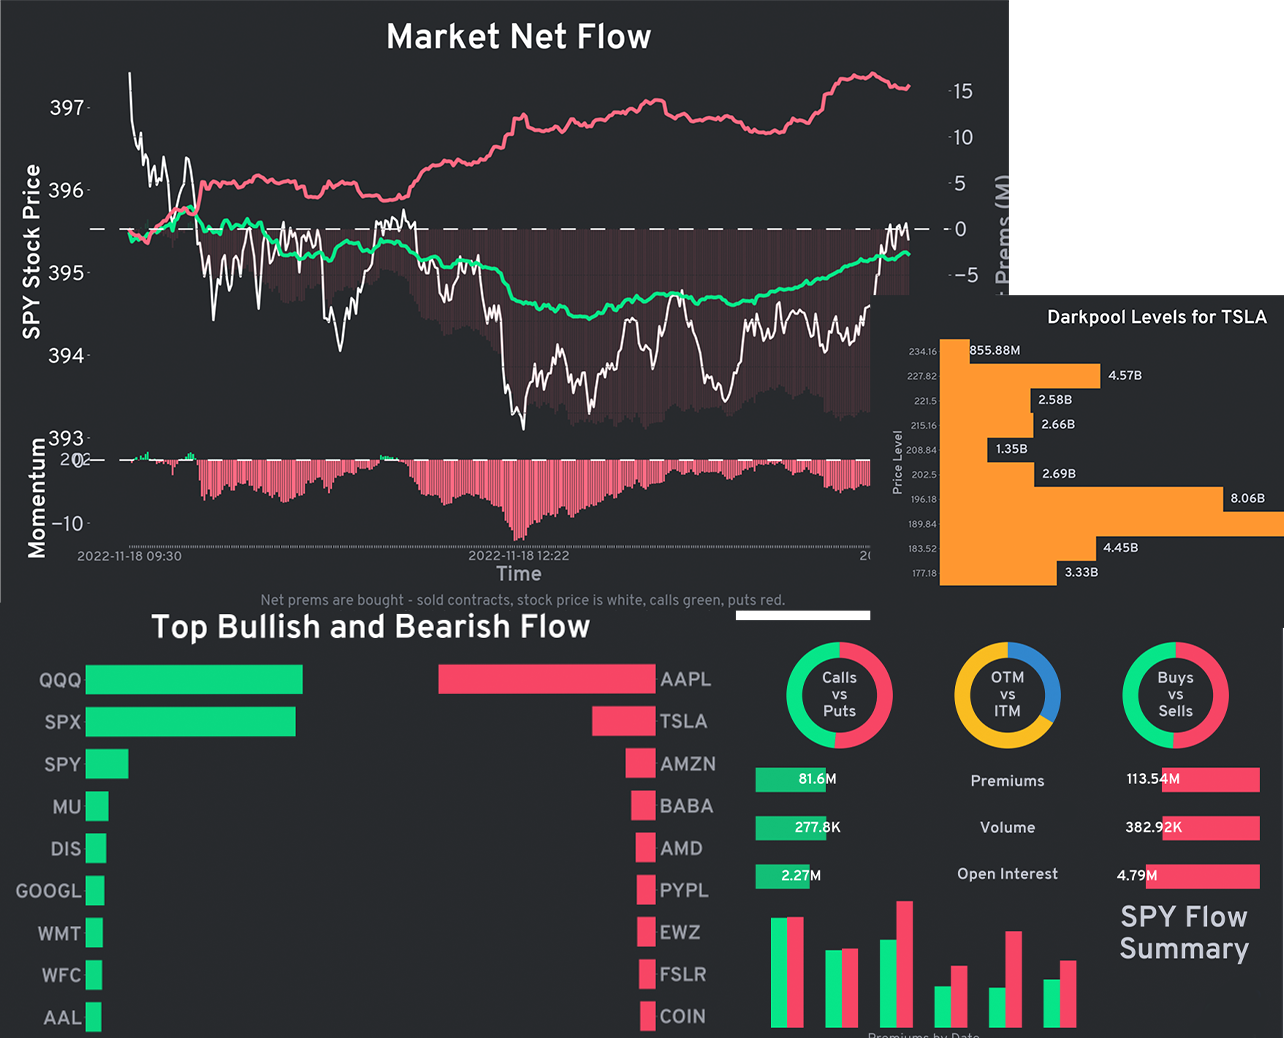 Market Net Flow
SPY Stock Price
397
396
395
394
393
15
10
5
0
−5
Prems (M)
Momentum
0
−10
2022-11-18 09:30
2022-11-18 12:22
20
Time
Net prems are bought - sold contracts, stock price is white, calls green, puts red.
Darkpool Levels for TSLA
Price Level
234.16
855.88M
227.82
4.57B
221.5
2.58B
215.16
2.66B
208.84
1.35B
202.5
2.69B
196.18
8.06B
189.84
183.52
4.45B
177.18
3.33B
Top Bullish and Bearish Flow
QQQ
AAPL
SPX
TSLA
SPY
AMZN
MU
BABA
DIS
AMD
GOOGL
PYPL
WMT
EWZ
WFC
FSLR
AAL
COIN
Calls
vs
Puts
OTM
vs
ITM
Buys
vs
Sells
81.6M
Premiums
113.54M
277.8K
Volume
382.92K
2.27M
Open Interest
4.79M
SPY Flow
Summary
Premiums by Date